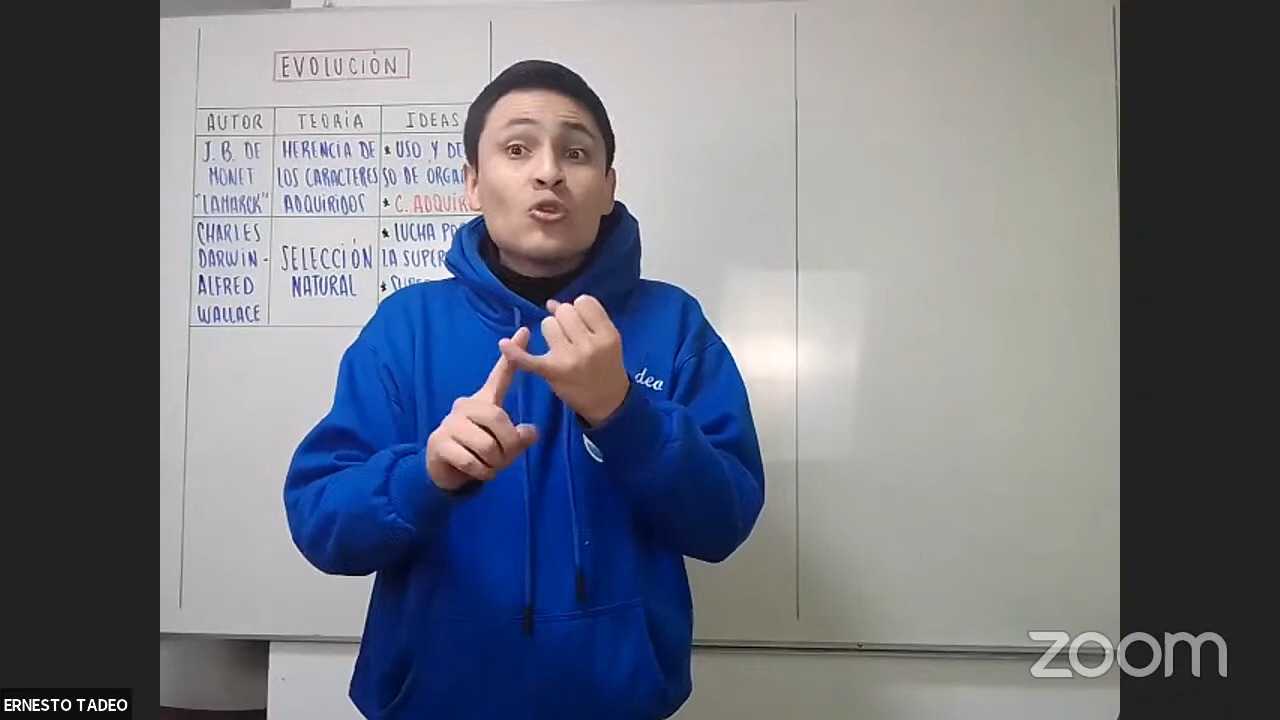 EVOLUCIÓN
AUTOR TEORÍA IDEAS
J. B. DE
MONET
"LAMARCK"
HERENCIA DE
LOS CARACTERES
ADQUIRIDOS
* USO Y DE
SO DE ORGA
* C. ADQUIR
CHARLES
DARWIN -
ALFRED
WALLACE
SELECCIÓN
NATURAL
* LUCHA PO
LA SUPER
*
deo
zoom
ERNESTO TADEO